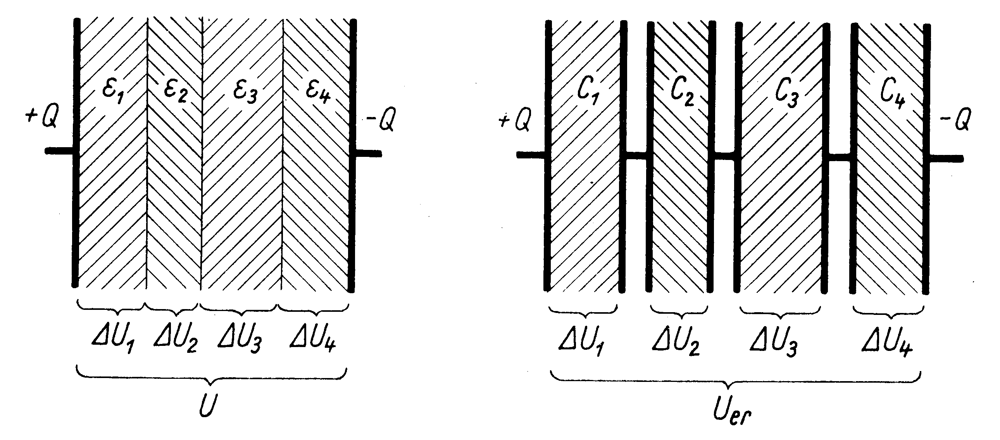 ε1 ε2 ε3 ε4
+Q -Q
ΔU1 ΔU2 ΔU3 ΔU4
U
C1 C2 C3 C4
+Q -Q
ΔU1 ΔU2 ΔU3 ΔU4
Uer